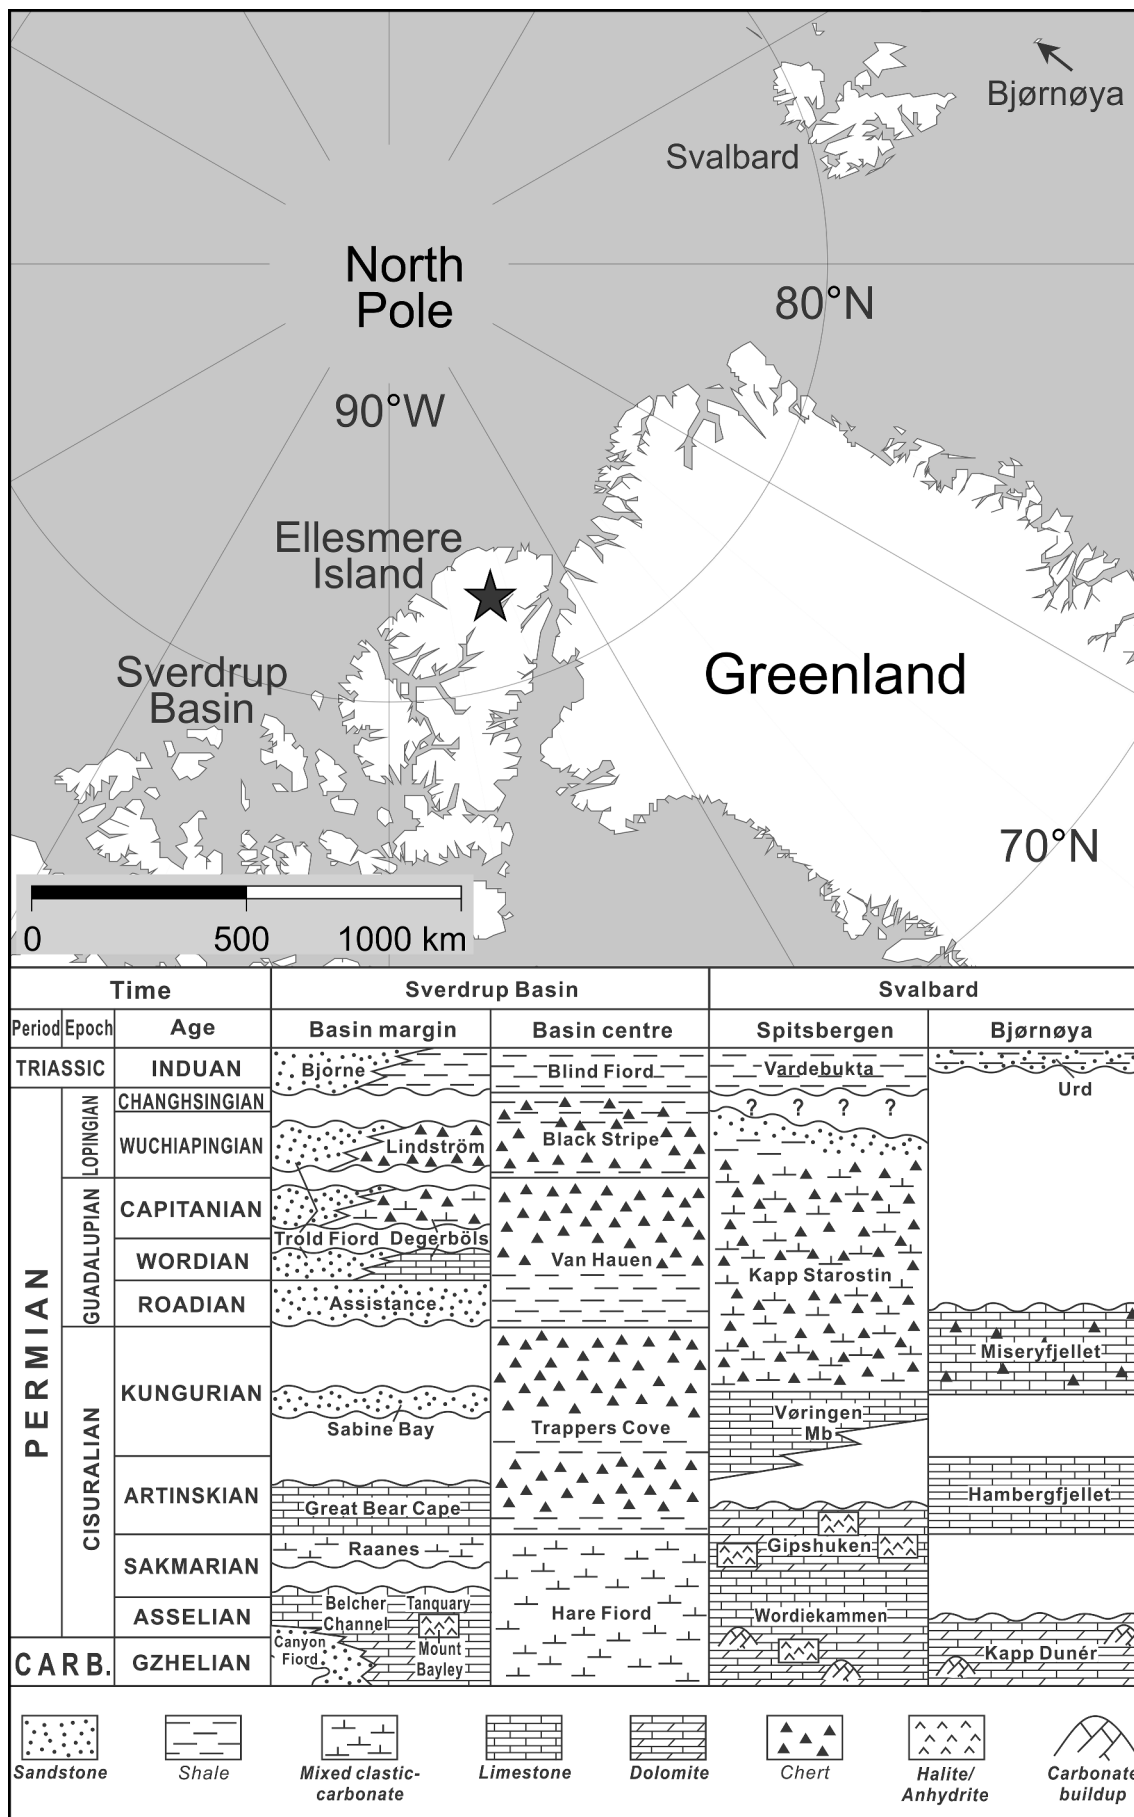 Bjørnøya
Svalbard
North
Pole
80°N
90°W
Ellesmere
Island
Sverdrup
Basin
Greenland
70°N
0 500 1000 km
Time Sverdrup Basin Svalbard
Period Epoch Age Basin margin Basin centre Spitsbergen Bjørnøya
TRIASSIC INDUAN Bjorne Blind Fiord Vardebukta
Urd
PERMIAN
LOPINGIAN
CHANGHSINGIAN ? ? ? ?
WUCHIAPINGIAN Lindström Black Stripe
GUADALUPIAN
CAPITANIAN
Trold Fiord Degerböls
WORDIAN Van Hauen
Kapp Starostin
ROADIAN Assistance
CISURALIAN
Miseryfjellet
KUNGURIAN
Vøringen
Mb
Sabine Bay Trappers Cove
ARTINSKIAN Hambergfjellet
Great Bear Cape
Raanes Gipshuken
SAKMARIAN
ASSELIAN Belcher
Channel
Tanquary
Hare Fiord Wordiekammen
CARB. GZHELIAN Canyon
Fiord
Mount
Bayley
Kapp Dunér
Sandstone Shale Mixed clastic-
carbonate
Limestone Dolomite Chert Halite/
Anhydrite
Carbonate
buildup